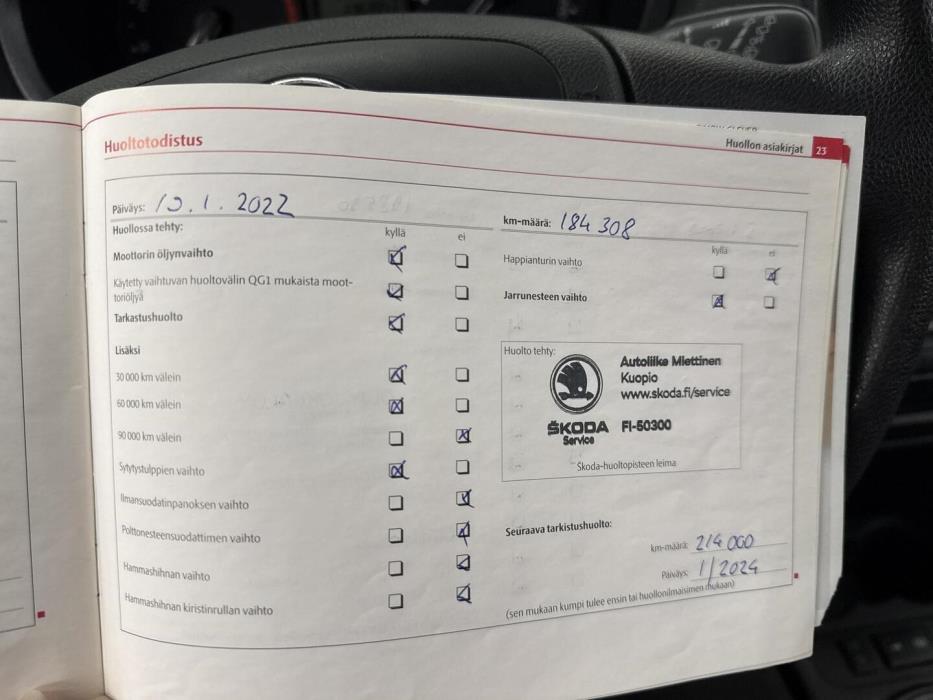 Huoltotodistus
Huollon asiakirjat 23
Päiväys: 10.1.2022
Huollossa tehty:
kyllä ei
Moottorin öljynvaihto
Käytetty vaihtuvan huoltovälin QG1 mukaista moot-
toriöljyä
Tarkastushuolto
Lisäksi
30 000 km välein
60 000 km välein
90 000 km välein
Sytytystulppien vaihto
Ilmansuodatinpanoksen vaihto
Polttonesteensuodattimen vaihto
Hammashihnan vaihto
Hammashihnan kiristinrullan vaihto
km-määrä: 184 308
kyllä ei
Happianturin vaihto
Jarrunesteen vaihto
Huolto tehty:
Autoliike Miettinen
Kuopio
www.skoda.fi/service
ŠKODA FI-50300
Service
Škoda-huoltopisteen leima
Seuraava tarkistushuolto:
km-määrä: 214 000
Päiväys: 1/2024
(sen mukaan kumpi tulee ensin tai huollonilmaisimen mukaan)